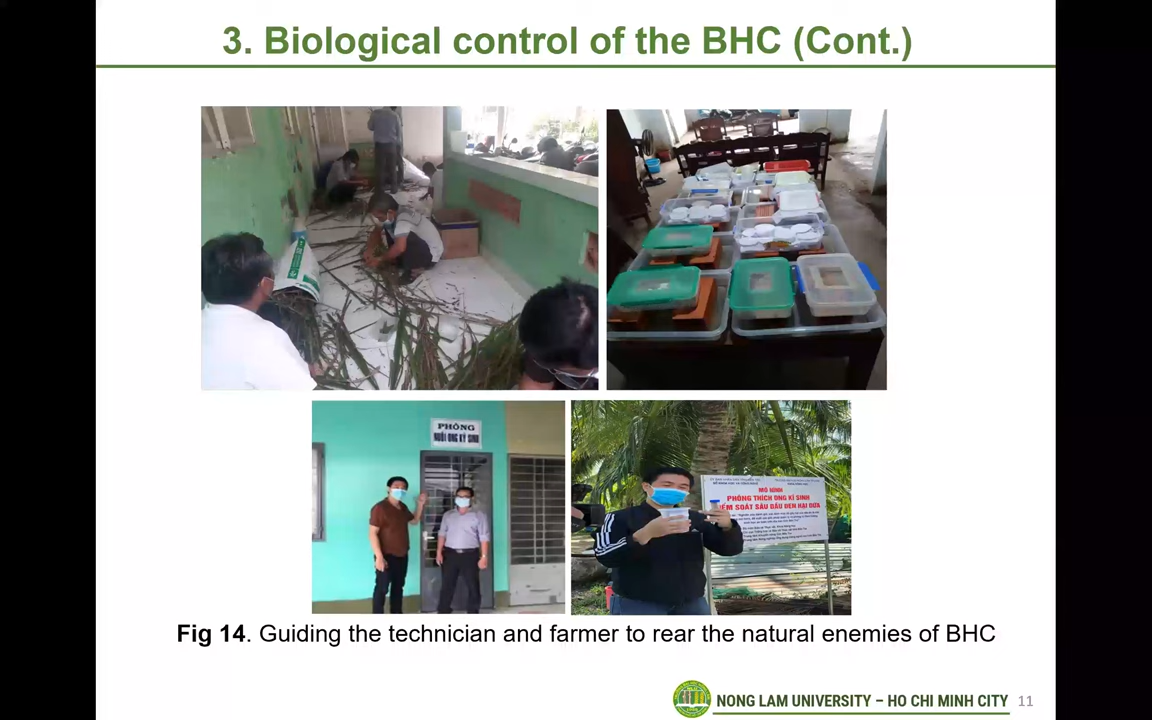 3. Biological control of the BHC (Cont.)
PHÒNG
NUÔI ONG KÝ SINH
MÔ HÌNH
PHÓNG THÍCH ONG KÍ SINH
SOÁT SÂU ĐẦU ĐEN HẠI DỪA
Fig 14. Guiding the technician and farmer to rear the natural enemies of BHC
NONG LAM UNIVERSITY – HO CHI MINH CITY 11